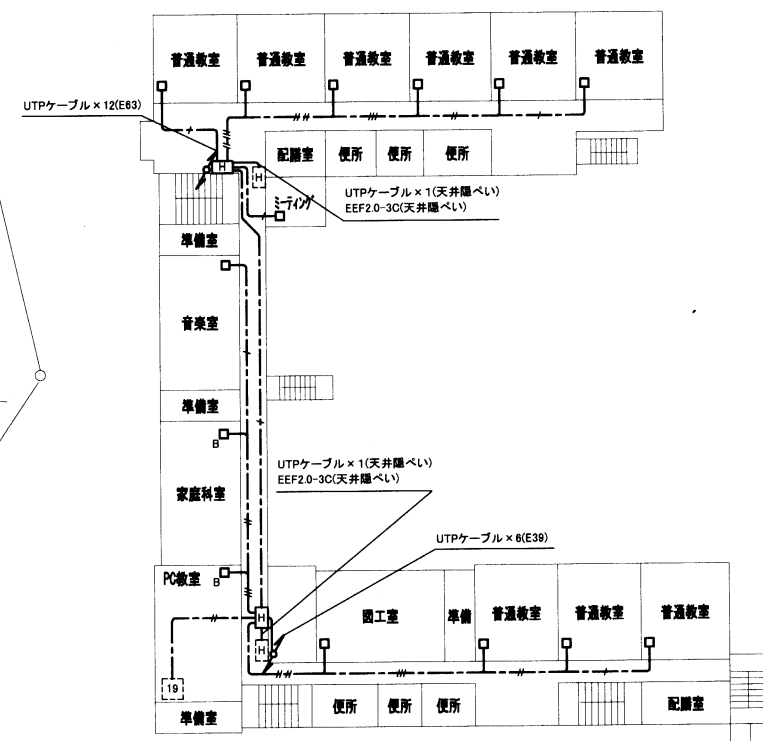 普通教室
普通教室
普通教室
普通教室
普通教室
普通教室
UTPケーブル×12(E63)
配膳室
便所
便所
便所
H
H
UTPケーブル×1(天井隠ぺい)
EEF2.0-3C(天井隠ぺい)
ミーティング
準備室
音楽室
準備室
B
家庭科室
UTPケーブル×1(天井隠ぺい)
EEF2.0-3C(天井隠ぺい)
UTPケーブル×6(E39)
PC教室
B
H
H
図工室
準備
普通教室
普通教室
普通教室
19
準備室
便所
便所
便所
配膳室